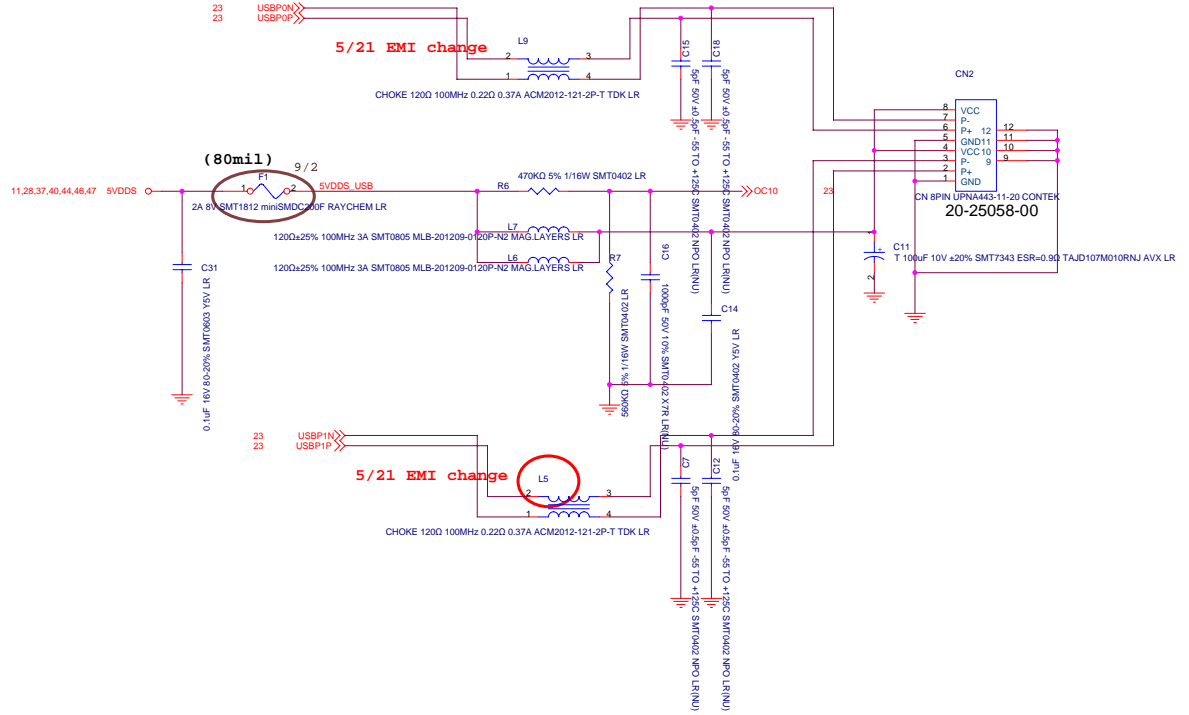 23 USBP0N
23 USBP0P
5/21 EMI change
L9
2 3
1 4
CHOKE 120Ω 100MHz 0.22Ω 0.37A ACM2012-121-2P-T TDK LR
C15
5pF 50V ±0.5pF -55 TO +125C SMT0402 NPO LR(NU)
C18
5pF 50V ±0.5pF -55 TO +125C SMT0402 NPO LR(NU)
CN2
8 VCC
7 P-
6 P+ 12 12
5 GND11 11
4 VCC10 10
3 P- 9 9
2 P+
1 GND
CN 8PIN UPNA443-11-20 CONTEK
20-25058-00
(80mil)
9/2
11,28,37,40,44,46,47 5VDDS
1 F1 2
5VDDS_USB
2A 8V SMT1812 miniSMDC200F RAYCHEM LR
470KΩ 5% 1/16W SMT0402 LR
R6
OC10 23
L7
120Ω±25% 100MHz 3A SMT0805 MLB-201209-0120P-N2 MAG.LAYERS LR
L6
120Ω±25% 100MHz 3A SMT0805 MLB-201209-0120P-N2 MAG.LAYERS LR
R7
560KΩ 5% 1/16W SMT0402 LR
1000pF 50V 10% SMT0402 X7R LR(NU)
C14
0.1uF 16V 80-20% SMT0402 Y5V LR
C11
+
2
T 100uF 10V ±20% SMT7343 ESR=0.9Ω TAJD107M010RNJ AVX LR
C31
0.1uF 16V 80-20% SMT0603 Y5V LR
23 USBP1N
23 USBP1P
5/21 EMI change
L5
2 3
1 4
CHOKE 120Ω 100MHz 0.22Ω 0.37A ACM2012-121-2P-T TDK LR
C7
5pF 50V ±0.5pF -55 TO +125C SMT0402 NPO LR(NU)
C12
5pF 50V ±0.5pF -55 TO +125C SMT0402 NPO LR(NU)